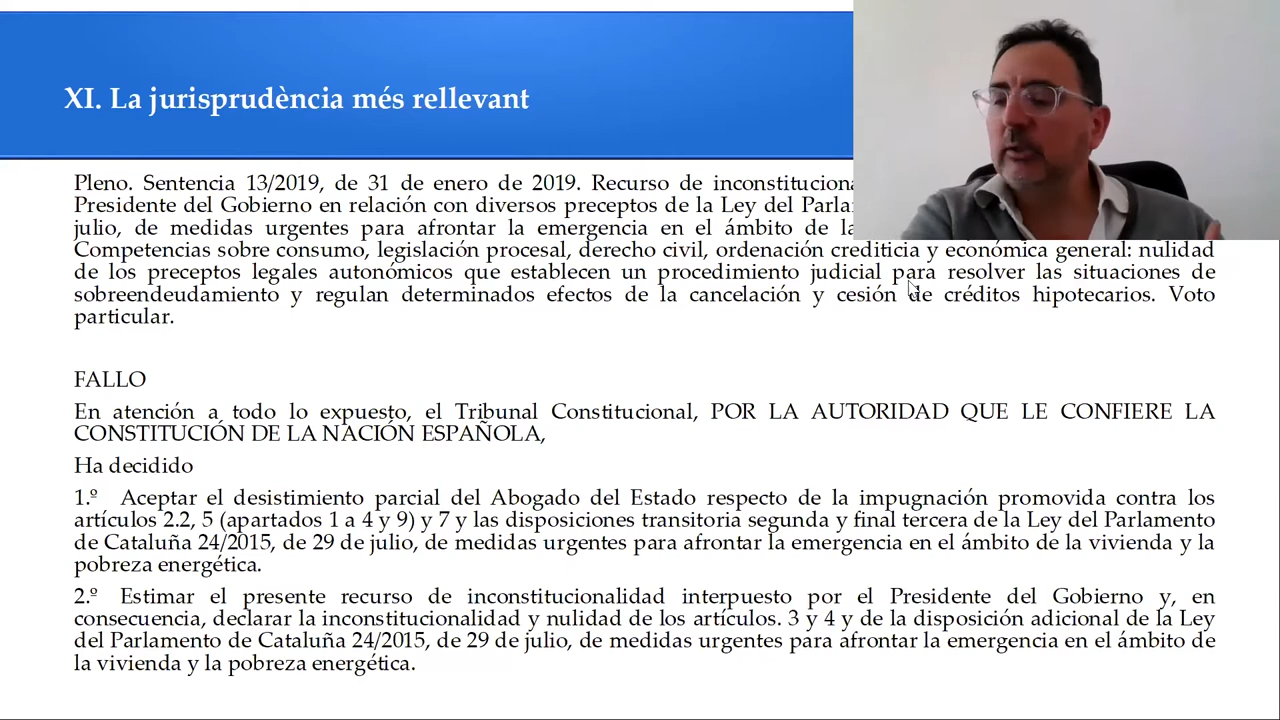 XI. La jurisprudència més rellevant
Pleno. Sentencia 13/2019, de 31 de enero de 2019. Recurso de
Presidente del Gobierno en relación con diversos preceptos de la Ley del
julio, de medidas urgentes para afrontar la emergencia en el ámbito de
Competencias sobre consumo, legislación procesal, derecho civil, ordenación crediticia y económica general: nulidad
de los preceptos legales autonómicos que establecen un procedimiento judicial para resolver las situaciones de
sobreendeudamiento y regulan determinados efectos de la cancelación y cesión de créditos hipotecarios. Voto
particular.
FALLO
En atención a todo lo expuesto, el Tribunal Constitucional, POR LA AUTORIDAD QUE LE CONFIERE LA
CONSTITUCIÓN DE LA NACIÓN ESPAÑOLA,
Ha decidido
1.º Aceptar el desistimiento parcial del Abogado del Estado respecto de la impugnación promovida contra los
artículos 2.2, 5 (apartados 1 a 4 y 9) y 7 y las disposiciones transitoria segunda y final tercera de la Ley del Parlamento
de Cataluña 24/2015, de 29 de julio, de medidas urgentes para afrontar la emergencia en el ámbito de la vivienda y la
pobreza energética.
2.º Estimar el presente recurso de inconstitucionalidad interpuesto por el Presidente del Gobierno y, en
consecuencia, declarar la inconstitucionalidad y nulidad de los artículos. 3 y 4 y de la disposición adicional de la Ley
del Parlamento de Cataluña 24/2015, de 29 de julio, de medidas urgentes para afrontar la emergencia en el ámbito de
la vivienda y la pobreza energética.